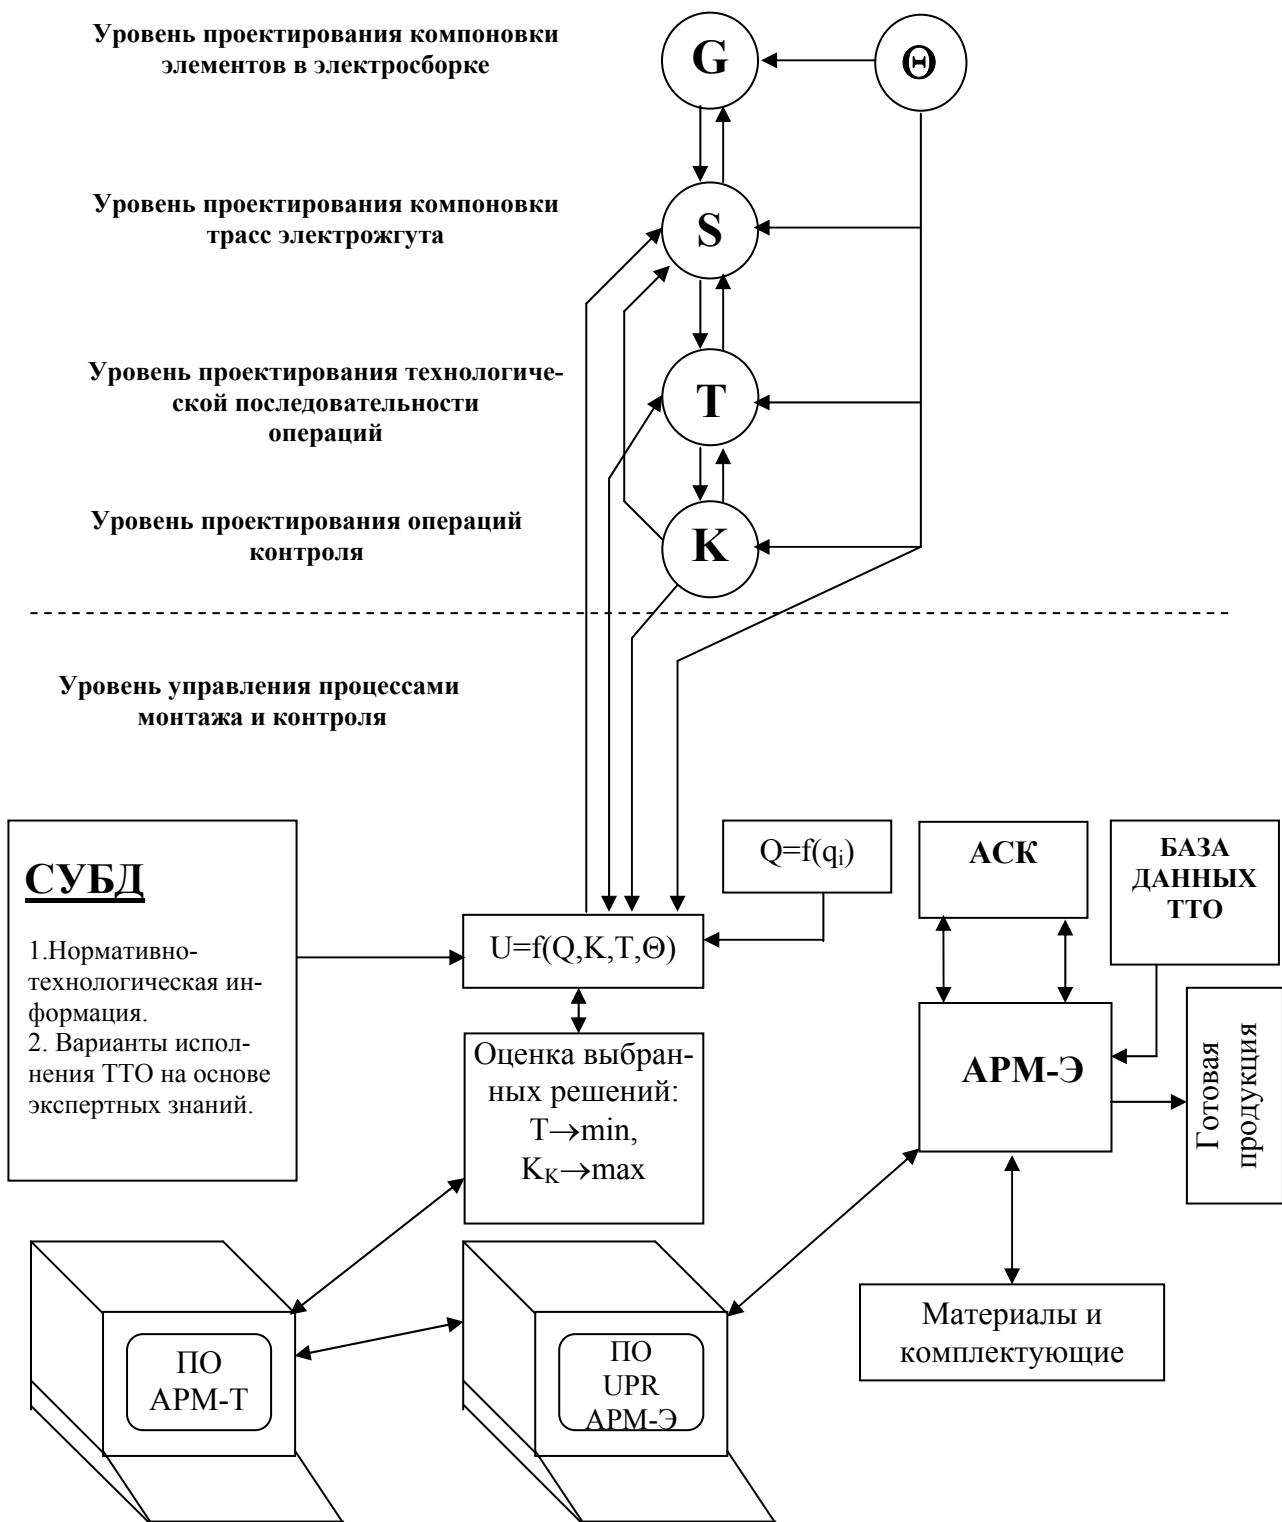 Уровень проектирования компоновки
элементов в электросборке
G
Θ
Уровень проектирования компоновки
трасс электрожгута
S
Уровень проектирования технологиче-
ской последовательности
операций
T
Уровень проектирования операций
контроля
K
Уровень управления процессами
монтажа и контроля
СУБД
1.Нормативно-
технологическая ин-
формация.
2. Варианты испол-
нения ТТО на основе
экспертных знаний.
Q=f(qi)
U=f(Q,K,T,Θ)
Оценка выбран-
ных решений:
T→min,
KK→max
АСК
БАЗА
ДАННЫХ
ТТО
АРМ-Э
Готовая
продукция
Материалы и
комплектующие
ПО
АРМ-Т
ПО
UPR
АРМ-Э